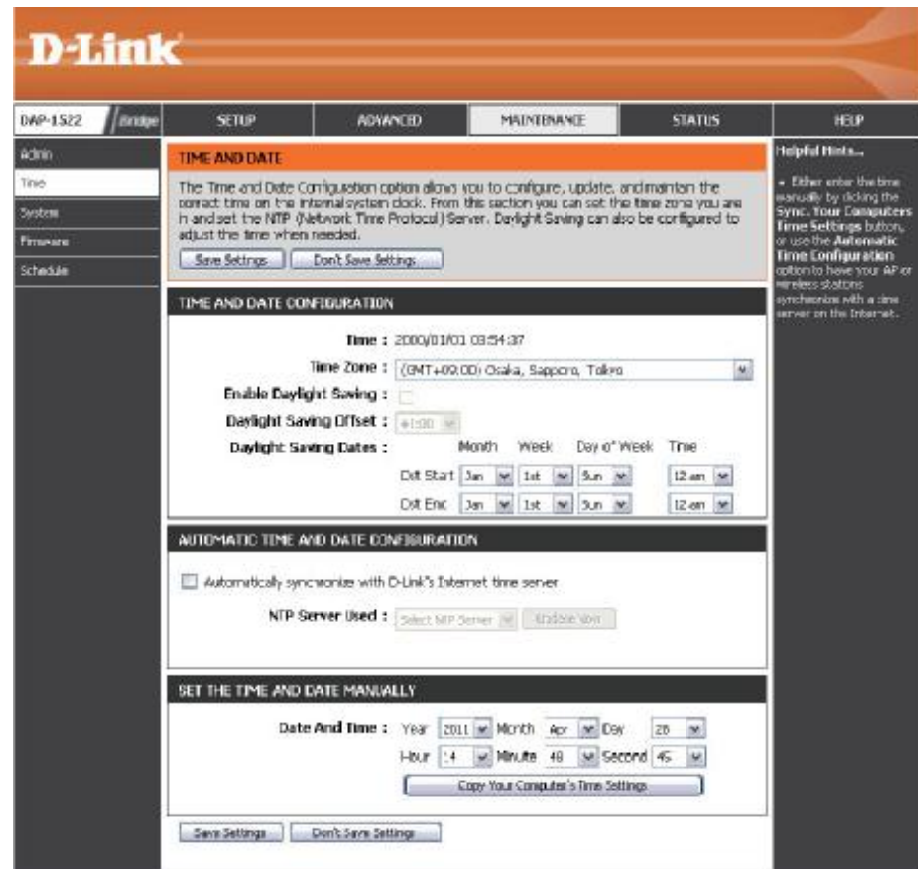 D-Link
DAP-1522
Bridge
SETUP
ADVANCED
MAINTENANCE
STATUS
HELP
Admin
Time
System
Firmware
Schedule
TIME AND DATE
The Time and Date Configuration option allows you to configure, update, and maintain the
correct time on the internal system clock. From this section you can set the time zone you are
in and set the NTP (Network Time Protocol) Server. Daylight Saving can also be configured to
adjust the time when needed.
Save Settings
Don't Save Settings
TIME AND DATE CONFIGURATION
Time : 2000/01/01 03:54:37
Time Zone : (GMT+09:00) Osaka, Sapporo, Tokyo
Enable Daylight Saving :
Daylight Saving Offset : +1:00
Daylight Saving Dates : Month Week Day of Week Time
Dst Start Jan 1st Sun 12 am
Dst End Jan 1st Sun 12 am
AUTOMATIC TIME AND DATE CONFIGURATION
Automatically synchronize with D-Link's Internet time server
NTP Server Used : Select NTP Server Update Now
SET THE TIME AND DATE MANUALLY
Date And Time : Year 2011 Month Apr Day 28
Hour 14 Minute 48 Second 45
Copy Your Computer's Time Settings
Save Settings
Don't Save Settings
Helpful Hints...
• Either enter the time
manually by clicking the
Sync. Your Computers
Time Settings button,
or use the Automatic
Time Configuration
option to have your AP or
wireless stations
synchronize with a time
server on the Internet.